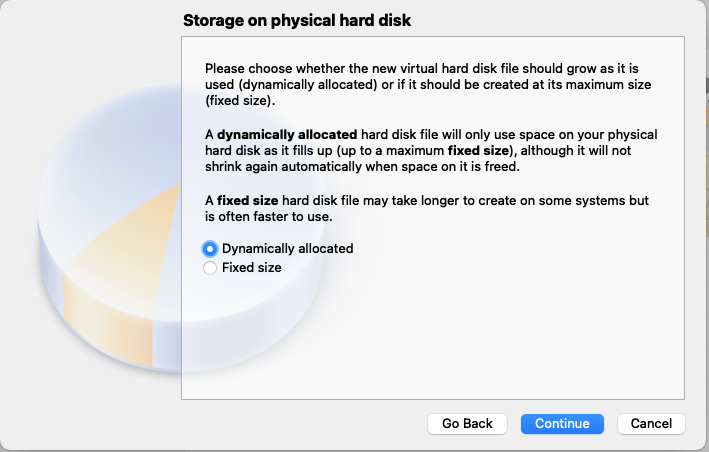 Storage on physical hard disk
Please choose whether the new virtual hard disk file should grow as it is
used (dynamically allocated) or if it should be created at its maximum size
(fixed size).
A dynamically allocated hard disk file will only use space on your physical
hard disk as it fills up (up to a maximum fixed size), although it will not
shrink again automatically when space on it is freed.
A fixed size hard disk file may take longer to create on some systems but
is often faster to use.
Dynamically allocated
Fixed size
Go Back Continue Cancel